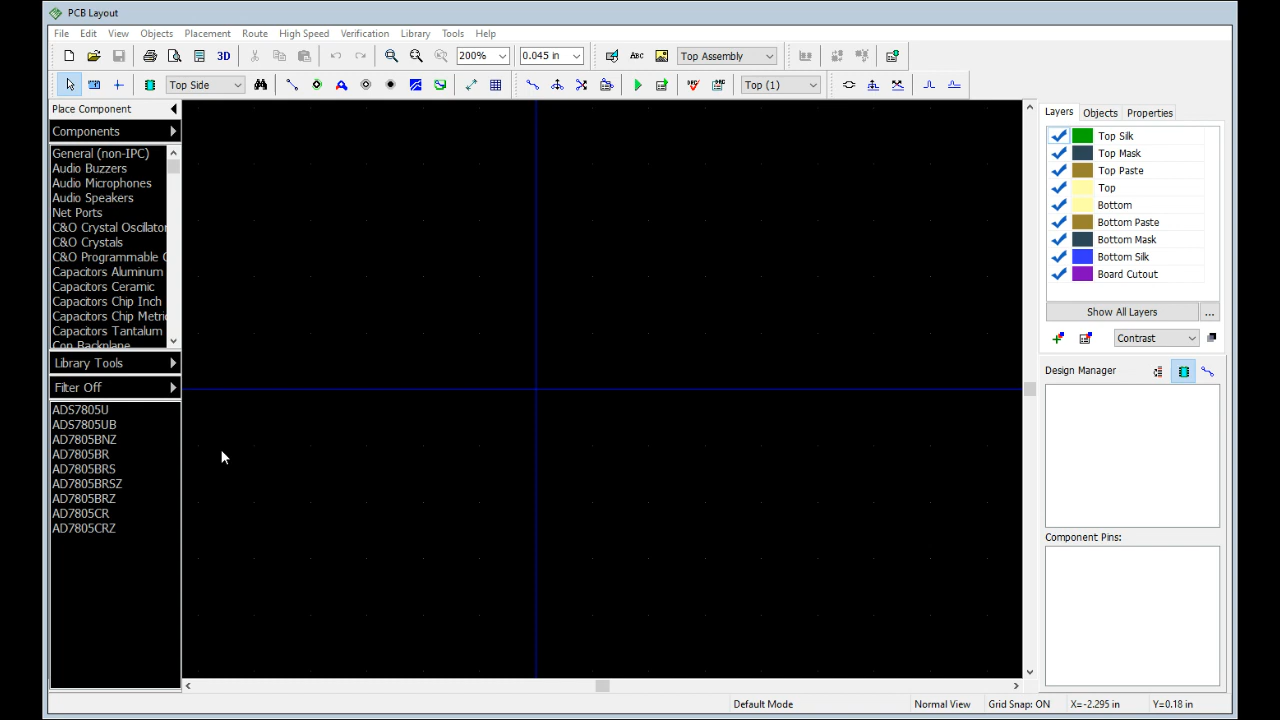 PCB Layout
File Edit View Objects Placement Route High Speed Verification Library Tools Help
3D 200% 0.045 in ABC Top Assembly
Top Side Top (1)
Place Component
Components
General (non-IPC)
Audio Buzzers
Audio Microphones
Audio Speakers
Net Ports
C&O Crystal Oscillator
C&O Crystals
C&O Programmable C
Capacitors Aluminum
Capacitors Ceramic
Capacitors Chip Inch
Capacitors Chip Metric
Capacitors Tantalum
Con Backplane
Library Tools
Filter Off
ADS7805U
ADS7805UB
AD7805BNZ
AD7805BR
AD7805BRS
AD7805BRSZ
AD7805BRZ
AD7805CR
AD7805CRZ
Layers Objects Properties
Top Silk
Top Mask
Top Paste
Top
Bottom
Bottom Paste
Bottom Mask
Bottom Silk
Board Cutout
Show All Layers ...
Contrast
Design Manager
Component Pins:
Default Mode Normal View Grid Snap: ON X=-2.295 in Y=0.18 in